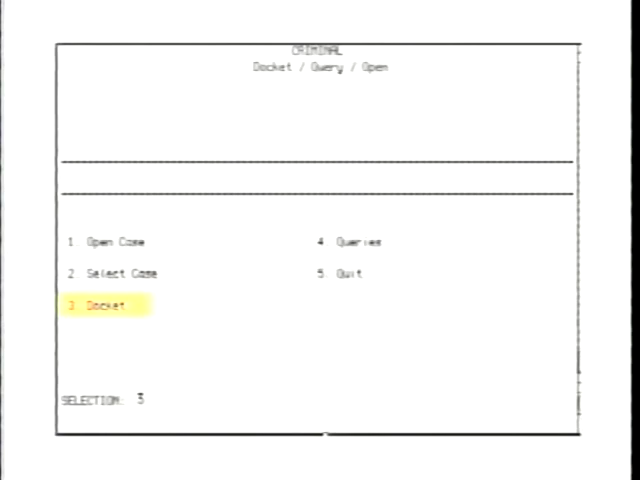 CRIMINAL
Docket / Query / Open
1 Open Case
4 Queries
2 Select Case
5. Quit
3 Docket
SELECTION: 3